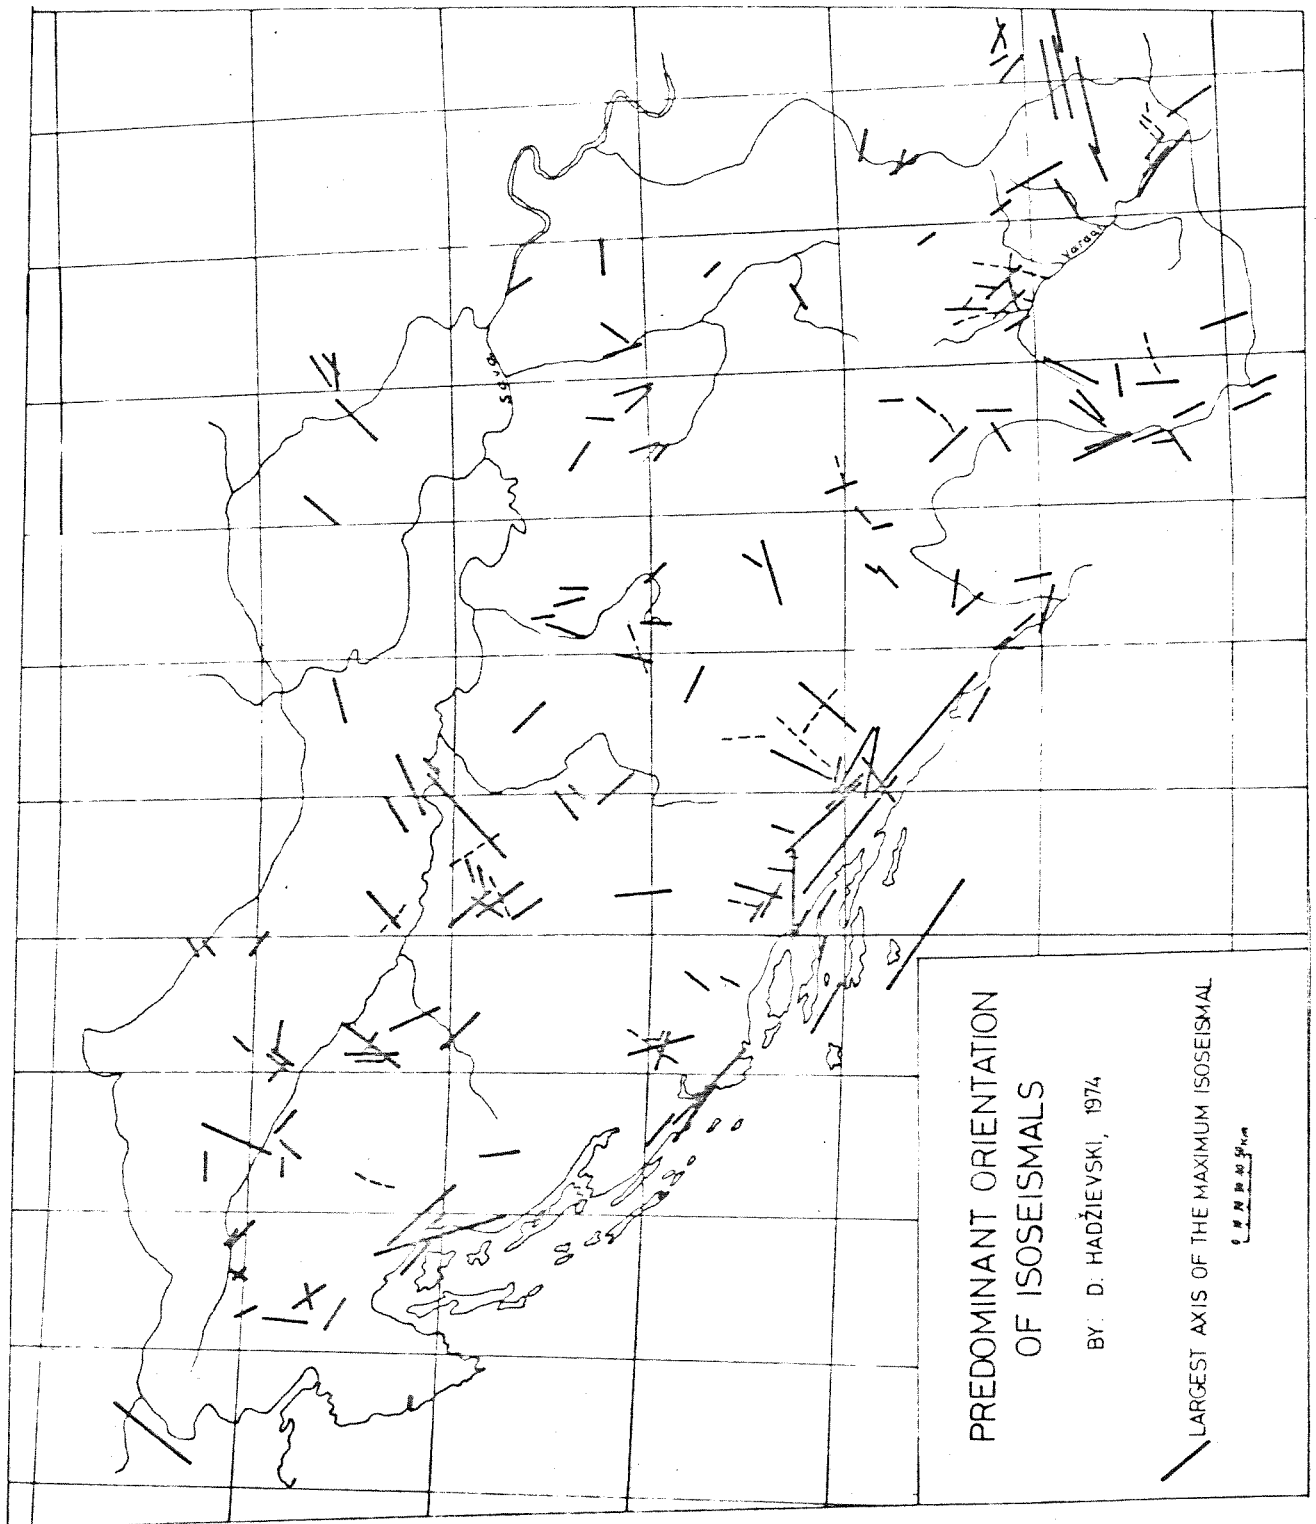 Sava
Vardar
PREDOMINANT ORIENTATION
OF ISOSEISMALS
BY: D. HADŽIEVSKI, 1974
LARGEST AXIS OF THE MAXIMUM ISOSEISMAL